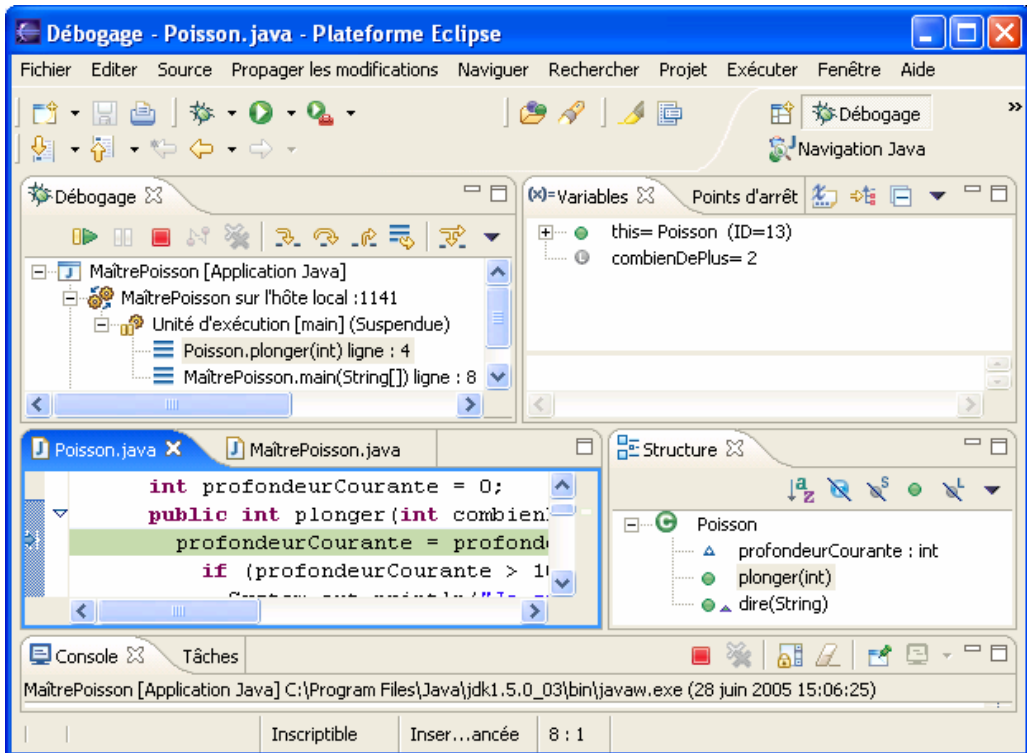 Débogage - Poisson.java - Plateforme Eclipse
Fichier Editer Source Propager les modifications Naviguer Rechercher Projet Exécuter Fenêtre Aide
Débogage
Navigation Java
Débogage
MaîtrePoisson [Application Java]
MaîtrePoisson sur l'hôte local :1141
Unité d'exécution [main] (Suspendue)
Poisson.plonger(int) ligne : 4
MaîtrePoisson.main(String[]) ligne : 8
(x)= Variables Points d'arrêt
this= Poisson (ID=13)
combienDePlus= 2
Poisson.java MaîtrePoisson.java
int profondeurCourante = 0;
public int plonger(int combien
profondeurCourante = profond
if (profondeurCourante > 1
System.out.println("Je
Structure
Poisson
profondeurCourante : int
plonger(int)
dire(String)
Console Tâches
MaîtrePoisson [Application Java] C:\Program Files\Java\jdk1.5.0_03\bin\javaw.exe (28 juin 2005 15:06:25)
Inscriptible Inser...ancée 8 : 1